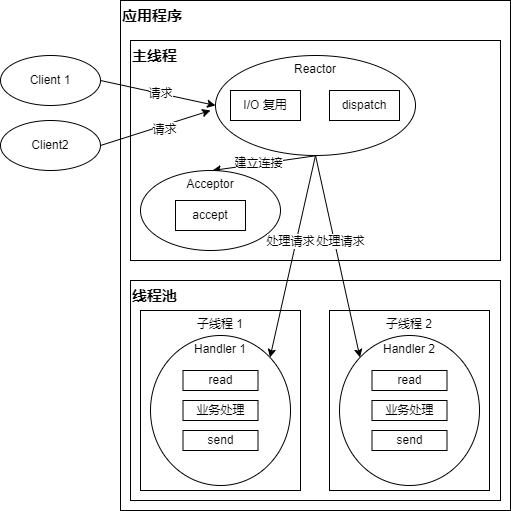 应用程序
主线程
Client 1
Client2
请求
请求
Reactor
I/O 复用
dispatch
建立连接
Acceptor
accept
处理请求
处理请求
线程池
子线程 1
Handler 1
read
业务处理
send
子线程 2
Handler 2
read
业务处理
send